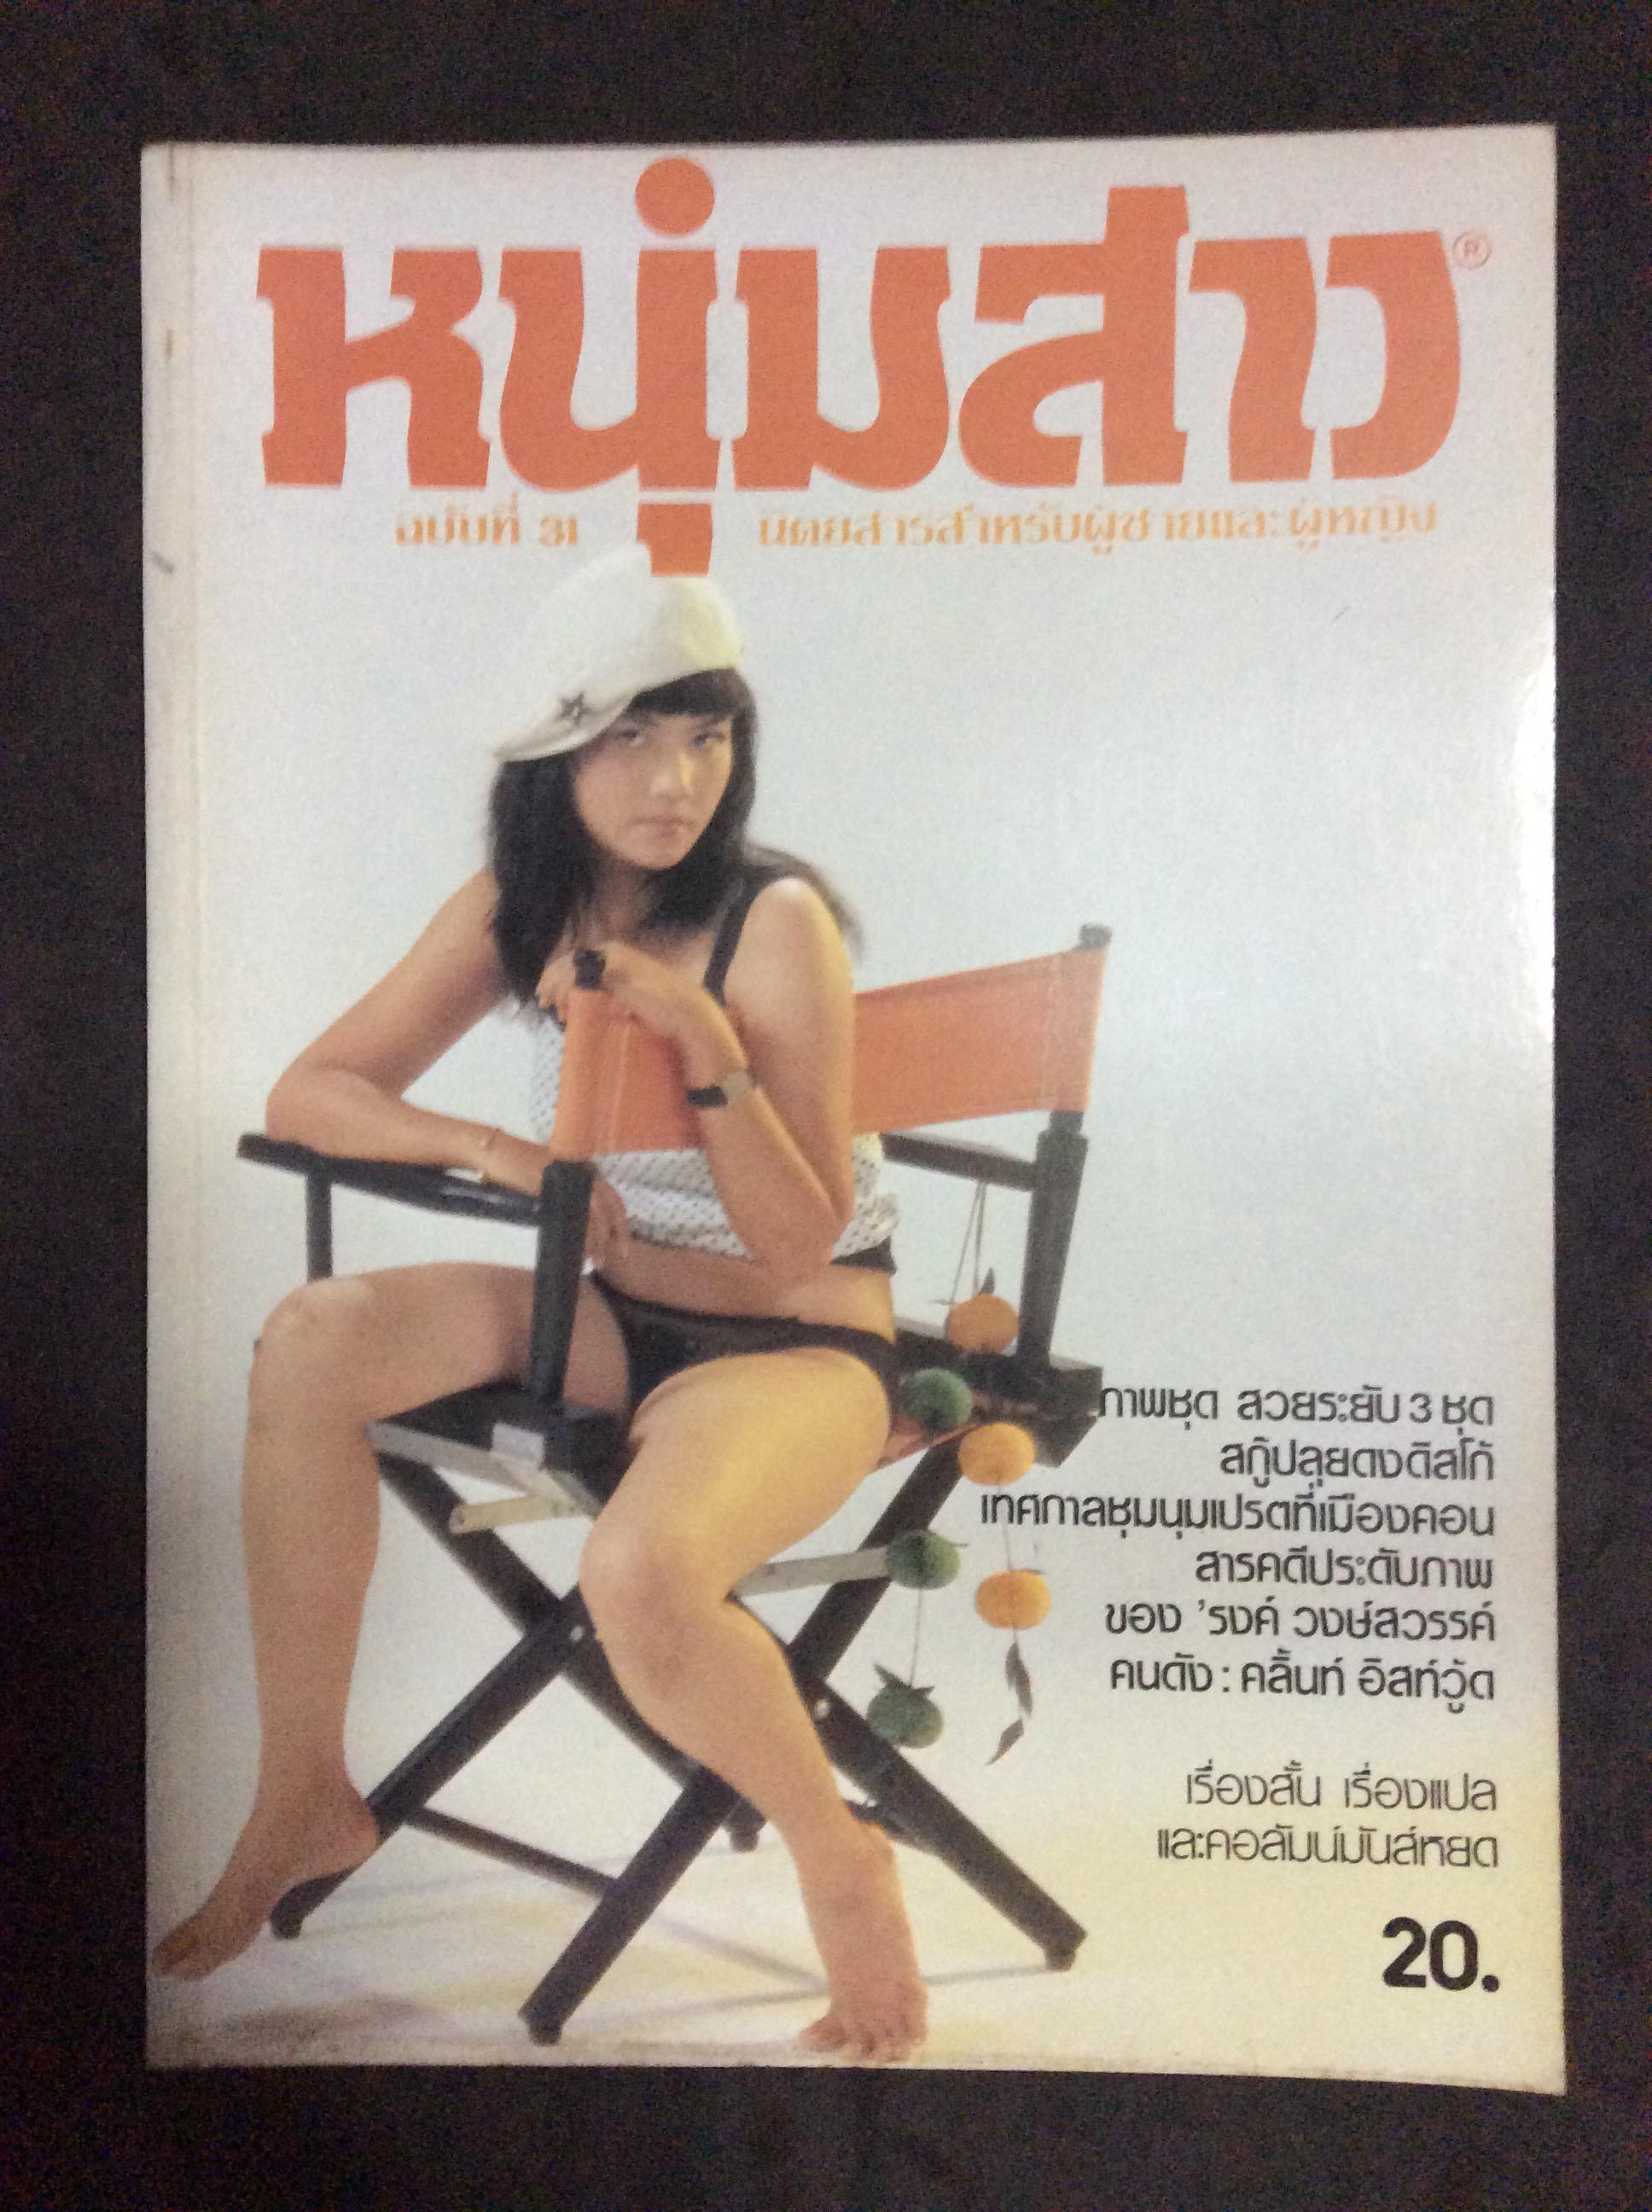 หนุ่มสาว
ฉบับที่ 31 นิตยสารสำหรับผู้ชายและผู้หญิง
ภาพชุด สวยระยับ 3 ชุด
สกู๊ปลุยดงดิสโก้
เทศกาลชุมนุมเปรตที่เมืองคอน
สารคดีประดับภาพ
ของ ’รงค์ วงษ์สวรรค์
คนดัง : คลิ้นท์ อีสท์วู้ด
เรื่องสั้น เรื่องแปล
และคอลัมน์มันส์หยด
20.